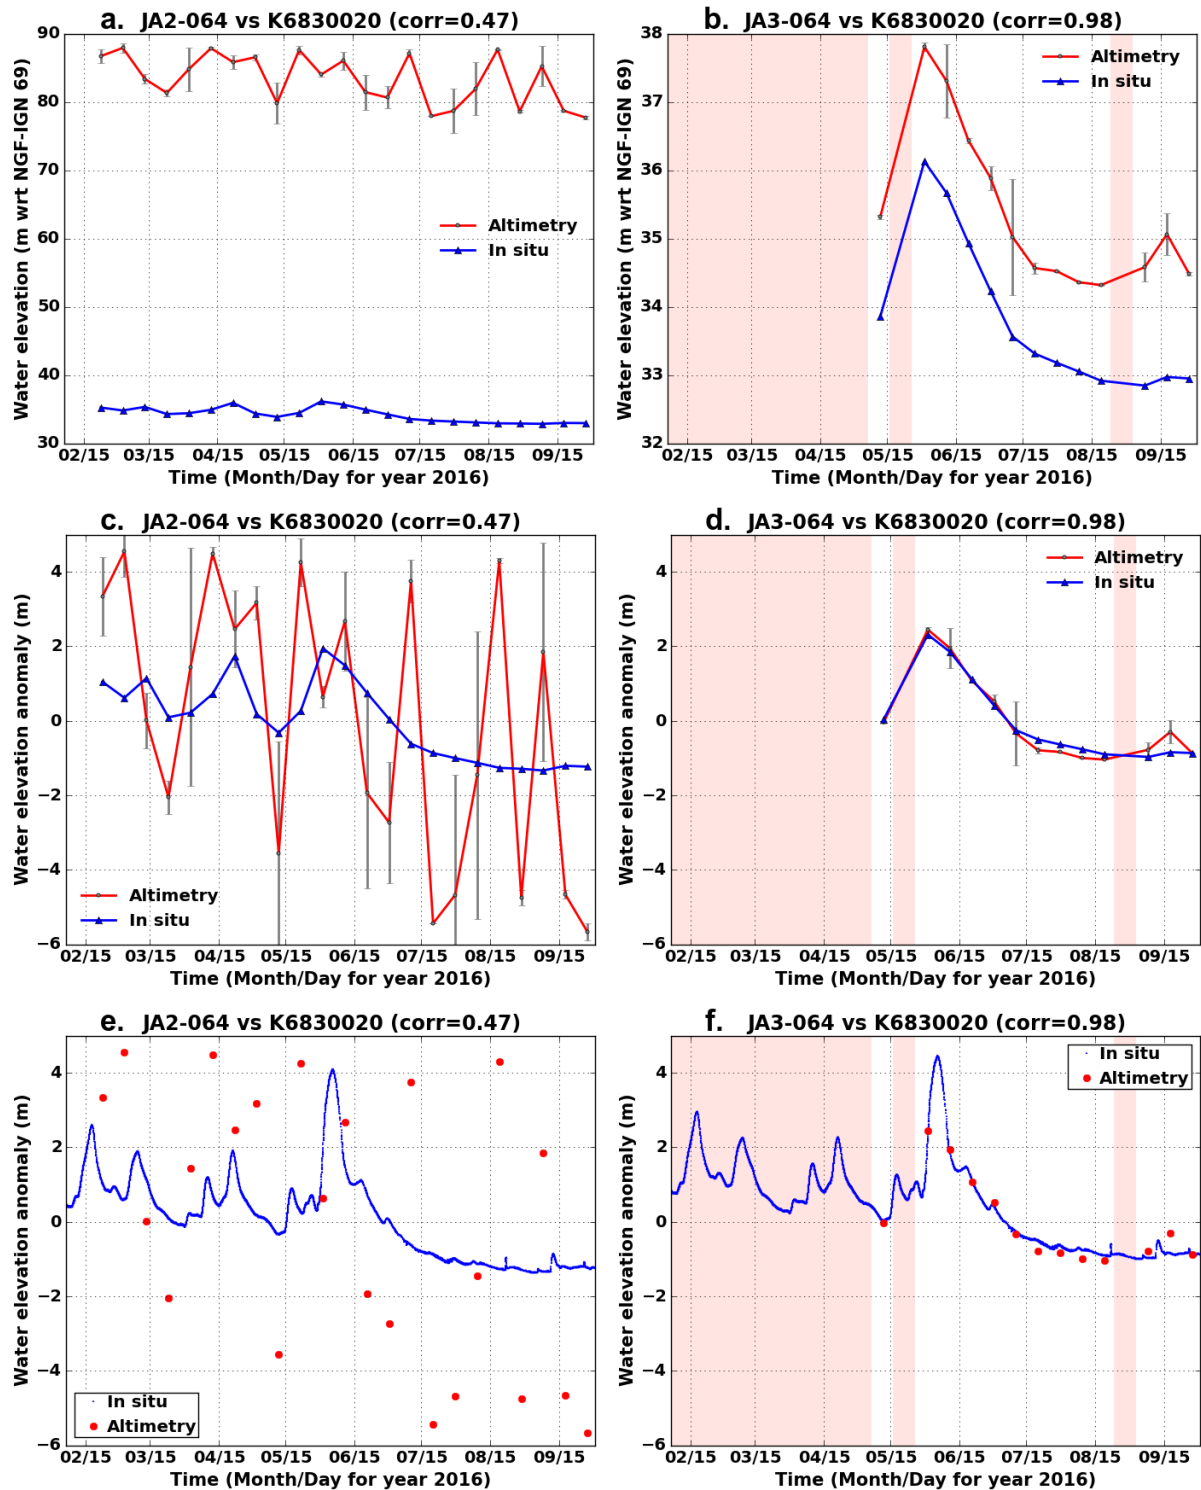 a. JA2-064 vs K6830020 (corr=0.47)
Water elevation (m wrt NGF-IGN 69)
90
80
70
60
50
40
30
Altimetry
In situ
02/15 03/15 04/15 05/15 06/15 07/15 08/15 09/15
Time (Month/Day for year 2016)
b. JA3-064 vs K6830020 (corr=0.98)
Water elevation (m wrt NGF-IGN 69)
38
37
36
35
34
33
32
Altimetry
In situ
02/15 03/15 04/15 05/15 06/15 07/15 08/15 09/15
Time (Month/Day for year 2016)
c. JA2-064 vs K6830020 (corr=0.47)
Water elevation anomaly (m)
4
2
0
−2
−4
−6
Altimetry
In situ
02/15 03/15 04/15 05/15 06/15 07/15 08/15 09/15
Time (Month/Day for year 2016)
d. JA3-064 vs K6830020 (corr=0.98)
Water elevation anomaly (m)
4
2
0
−2
−4
−6
Altimetry
In situ
02/15 03/15 04/15 05/15 06/15 07/15 08/15 09/15
Time (Month/Day for year 2016)
e. JA2-064 vs K6830020 (corr=0.47)
Water elevation anomaly (m)
4
2
0
−2
−4
−6
In situ
Altimetry
02/15 03/15 04/15 05/15 06/15 07/15 08/15 09/15
Time (Month/Day for year 2016)
f. JA3-064 vs K6830020 (corr=0.98)
Water elevation anomaly (m)
4
2
0
−2
−4
−6
In situ
Altimetry
02/15 03/15 04/15 05/15 06/15 07/15 08/15 09/15
Time (Month/Day for year 2016)